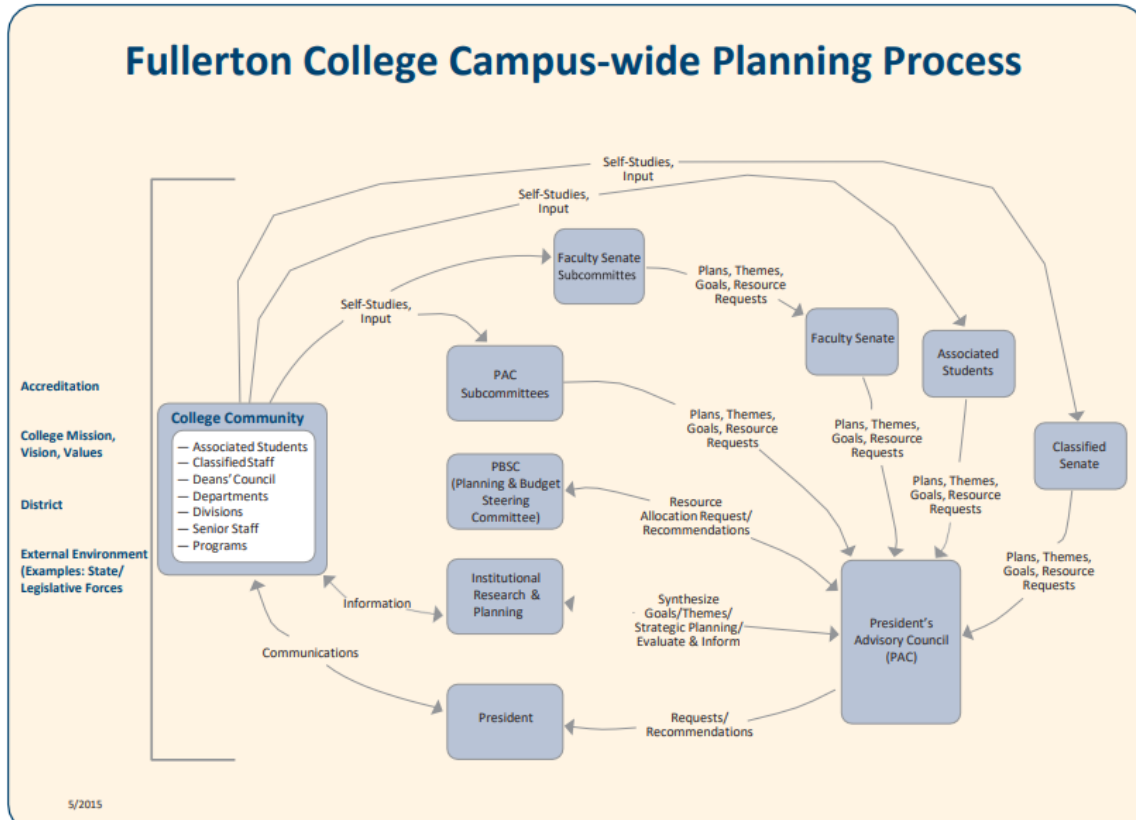 Fullerton College Campus-wide Planning Process
Self-Studies,
Input
Self-Studies,
Input
Faculty Senate
Subcommittes
Plans, Themes,
Goals, Resource
Requests
Self-Studies,
Input
Faculty Senate
Associated
Students
PAC
Subcommittees
Accreditation
College Mission,
Vision, Values
District
External Environment
(Examples: State/
Legislative Forces
College Community
— Associated Students
— Classified Staff
— Deans' Council
— Departments
— Divisions
— Senior Staff
— Programs
Plans, Themes,
Goals, Resource
Requests
Plans, Themes,
Goals, Resource
Requests
Classified
Senate
PBSC
(Planning & Budget
Steering
Committee)
Resource
Allocation Request/
Recommendations
Plans, Themes,
Goals, Resource
Requests
Plans, Themes,
Goals, Resource
Requests
Information
Institutional
Research &
Planning
Synthesize
Goals/Themes/
Strategic Planning/
Evaluate & Inform
President's
Advisory Council
(PAC)
Communications
President
Requests/
Recommendations
5/2015